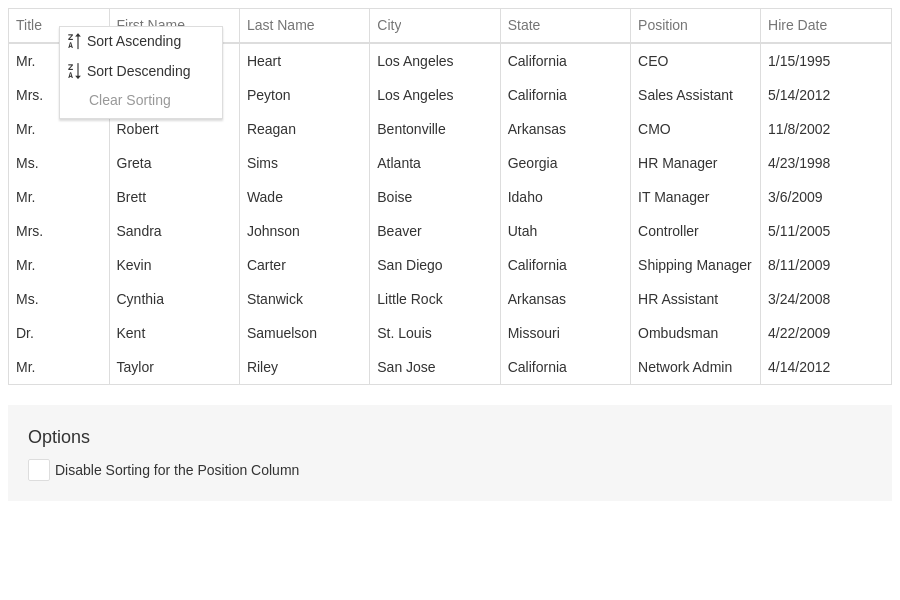 Title First Name Last Name City State Position Hire Date
Sort Ascending
Mr. Heart Los Angeles California CEO 1/15/1995
Sort Descending
Mrs. Peyton Los Angeles California Sales Assistant 5/14/2012
Clear Sorting
Mr. Robert Reagan Bentonville Arkansas CMO 11/8/2002
Ms. Greta Sims Atlanta Georgia HR Manager 4/23/1998
Mr. Brett Wade Boise Idaho IT Manager 3/6/2009
Mrs. Sandra Johnson Beaver Utah Controller 5/11/2005
Mr. Kevin Carter San Diego California Shipping Manager 8/11/2009
Ms. Cynthia Stanwick Little Rock Arkansas HR Assistant 3/24/2008
Dr. Kent Samuelson St. Louis Missouri Ombudsman 4/22/2009
Mr. Taylor Riley San Jose California Network Admin 4/14/2012
Options
Disable Sorting for the Position Column